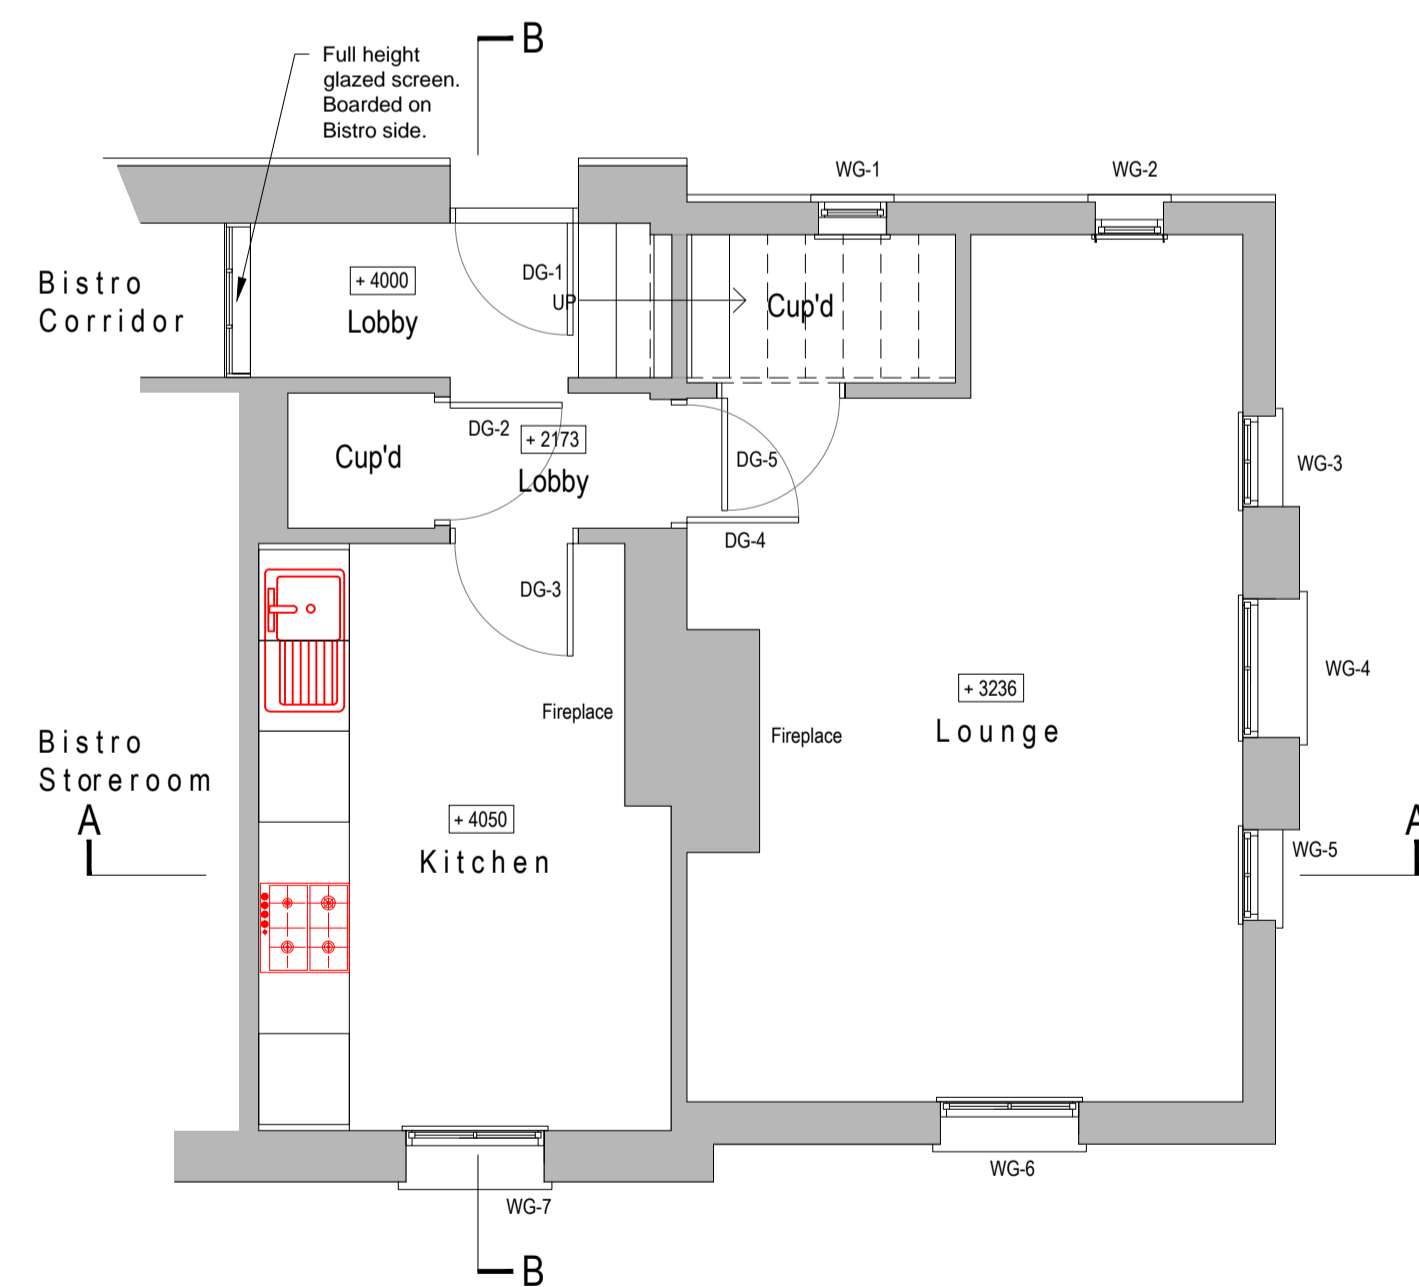 B
Full height
glazed screen.
Boarded on
Bistro side.
WG-1
WG-2
Bistro
Corridor
+ 4000
Lobby
DG-1
UP
Cup'd
DG-2
+ 2173
Cup'd
Lobby
DG-5
WG-3
DG-4
DG-3
WG-4
+ 3236
Fireplace
Fireplace
Lounge
Bistro
Storeroom
A
+ 4050
Kitchen
A
WG-5
WG-6
WG-7
B